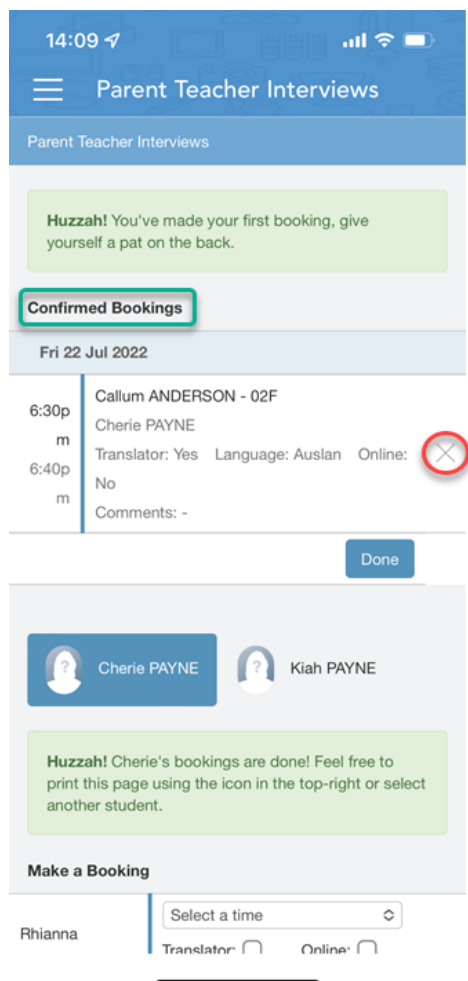 14:09
Parent Teacher Interviews
Parent Teacher Interviews
Huzzah! You've made your first booking, give
yourself a pat on the back.
Confirmed Bookings
Fri 22 Jul 2022
6:30p
m
6:40p
m
Callum ANDERSON - 02F
Cherie PAYNE
Translator: Yes Language: Auslan Online:
No
Comments: -
Done
? Cherie PAYNE ? Kiah PAYNE
Huzzah! Cherie's bookings are done! Feel free to
print this page using the icon in the top-right or select
another student.
Make a Booking
Rhianna
Select a time
Translator: Online: